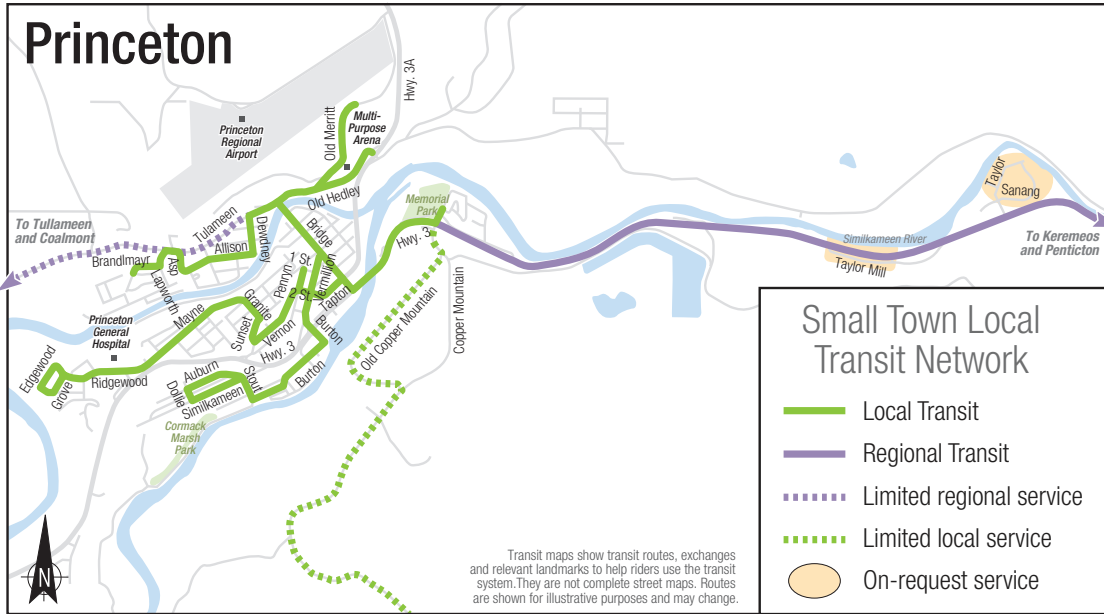 Princeton
Hwy. 3A
Princeton
Regional
Airport
Old Merritt
Multi-
Purpose
Arena
Old Hedley
Tulameen
Dewdney
Bridge
Memorial
Park
Hwy. 3
Taylor
Sanang
To Tullameen
and Coalmont
Brandlmayr
Asp
Allison
Lapworth
1 St.
2 St.
Penryn
Vermillion
Taplon
Similkameen River
Taylor Mill
To Keremeos
and Penticton
Mayne
Granite
Sunset
Vernon
Hwy. 3
Burton
Burton
Old Copper Mountain
Copper Mountain
Princeton
General
Hospital
Edgewood
Grove
Ridgewood
Auburn
Dollie
Similkameen
Stout
Cormack
Marsh
Park
N
Transit maps show transit routes, exchanges
and relevant landmarks to help riders use the transit
system.They are not complete street maps. Routes
are shown for illustrative purposes and may change.
Small Town Local
Transit Network
Local Transit
Regional Transit
Limited regional service
Limited local service
On-request service